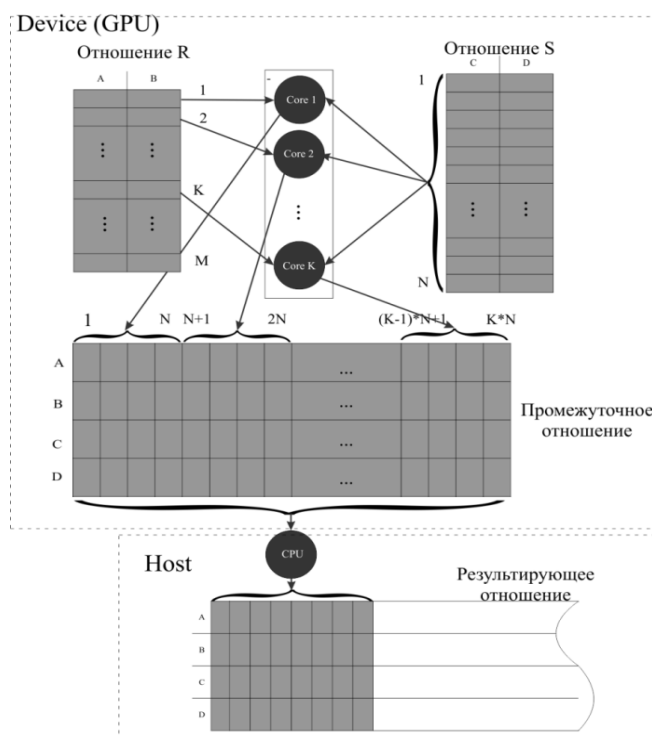 Device (GPU)
Отношение R
A B
Отношение S
C D
1
2
K
M
-
Core 1
Core 2
...
Core K
1
N
...
...
...
...
...
...
1 N N+1 2N (K-1)*N+1 K*N
A ...
B ...
C ...
D ...
Промежуточное
отношение
CPU
Host
Результирующее
отношение
A
B
C
D